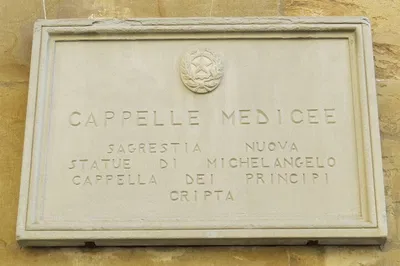 CAPPELLE MEDICEE
SAGRESTIA NUOVA
STATUE DI MICHELANGELO
CAPPELLA DEI PRINCIPI
CRIPTA